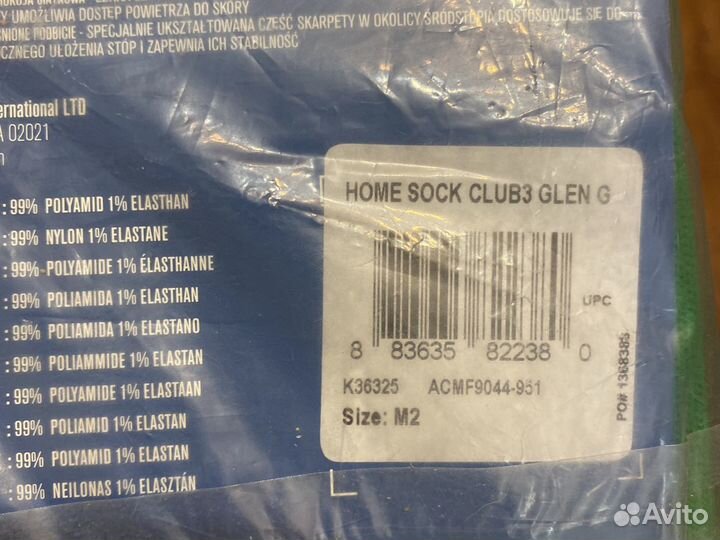 Y UMOŻLIWIA DOSTĘP POWIETRZA DO SKÓRY
PODBICIE - SPECJALNIE UKSZTAŁTOWANA CZĘŚĆ SKARPETY W OKOLICY ŚRÓDSTOPIA DOSTOSOWUJE SIĘ DO
CZNEGO UŁOŻENIA STÓP I ZAPEWNIA ICH STABILNOŚĆ
ernational LTD
A 02021
m
: 99% POLYAMID 1% ELASTHAN
: 99% NYLON 1% ELASTANE
: 99% POLYAMIDE 1% ÉLASTHANNE
: 99% POLIAMIDA 1% ELASTHAN
: 99% POLIAMIDA 1% ELASTANO
: 99% POLIAMMIDE 1% ELASTAN
: 99% POLYAMIDE 1% ELASTAAN
: 99% POLIAMID 1% ELASTAN
: 99% POLYAMID 1% ELASTAN
: 99% NEILONAS 1% ELASZTÁN
HOME SOCK CLUB3 GLEN G
UPC
8 83635 82238 0
K36325 ACMF9044-951
Size: M2
PO# 1368385
Avito